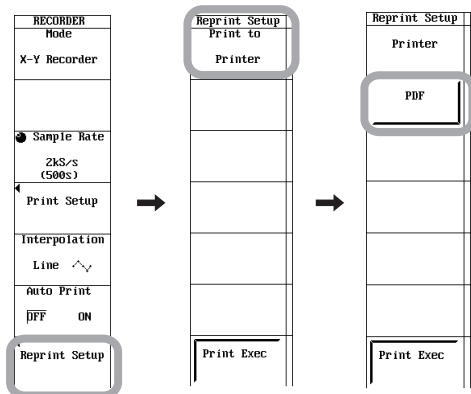 RECORDER
Mode
X-Y Recorder
Sample Rate
2kS/s
(500s)
Print Setup
Interpolation
Line
Auto Print
OFF ON
Reprint Setup
Reprint Setup
Print to
Printer
Print Exec
Reprint Setup
Printer
PDF
Print Exec